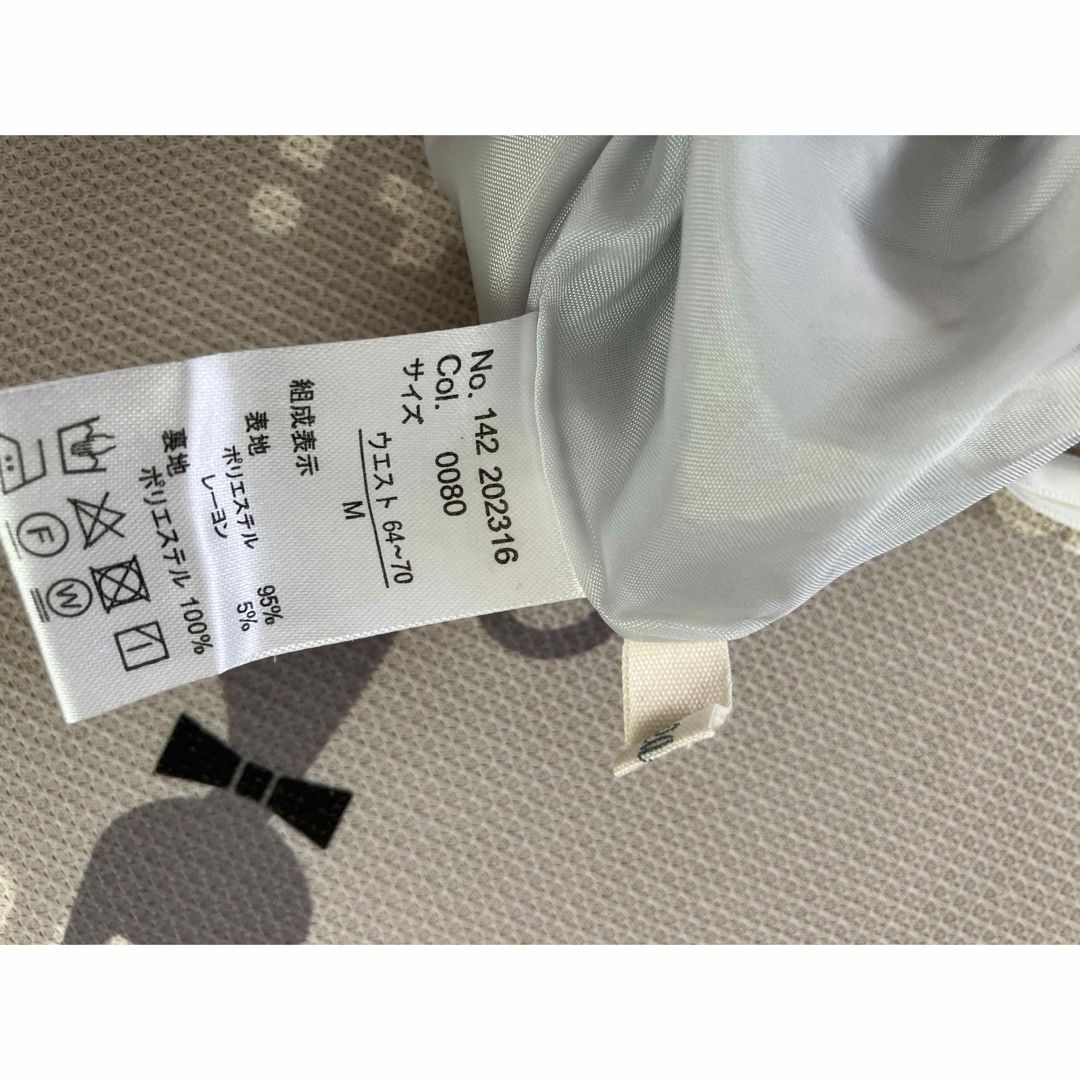 No. 142 202316
Col. 0080
サイズ
ウエスト 64~70
M
組成表示
表地
ポリエステル 95%
レーヨン 5%
裏地
ポリエステル 100%
F
W